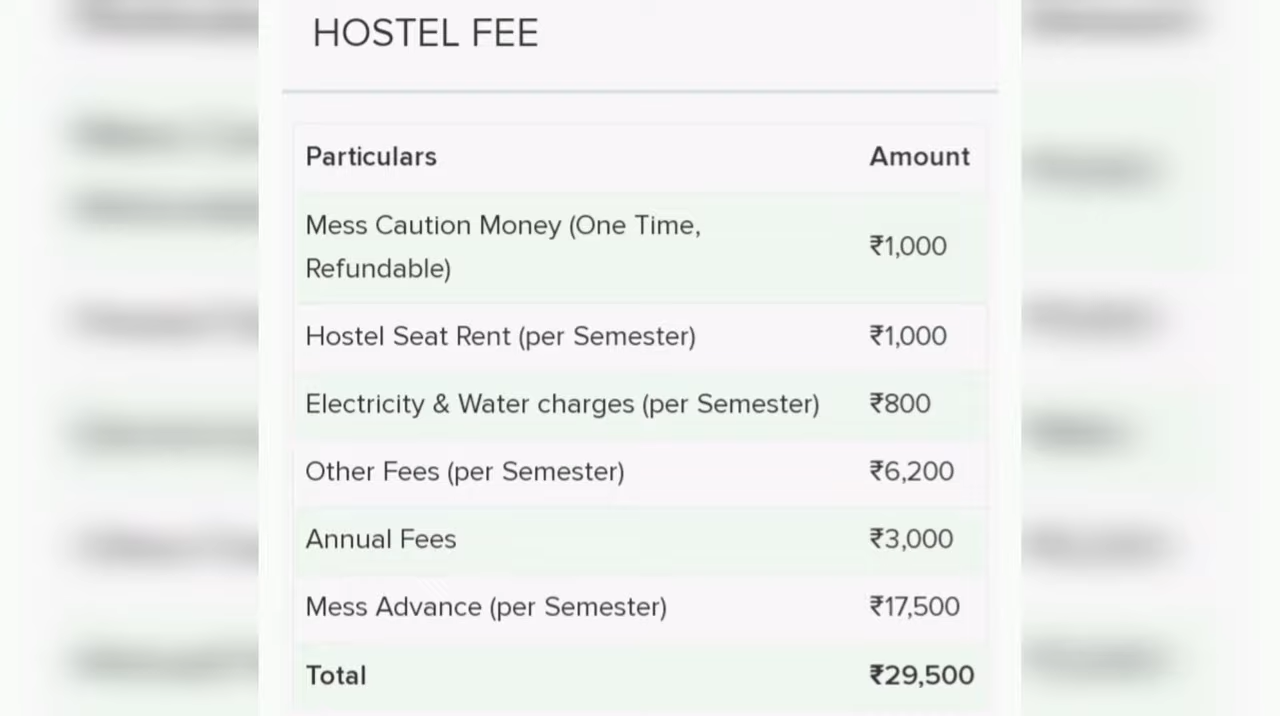 HOSTEL FEE
Particulars Amount
Mess Caution Money (One Time,
Refundable) ₹1,000
Hostel Seat Rent (per Semester) ₹1,000
Electricity & Water charges (per Semester) ₹800
Other Fees (per Semester) ₹6,200
Annual Fees ₹3,000
Mess Advance (per Semester) ₹17,500
Total ₹29,500